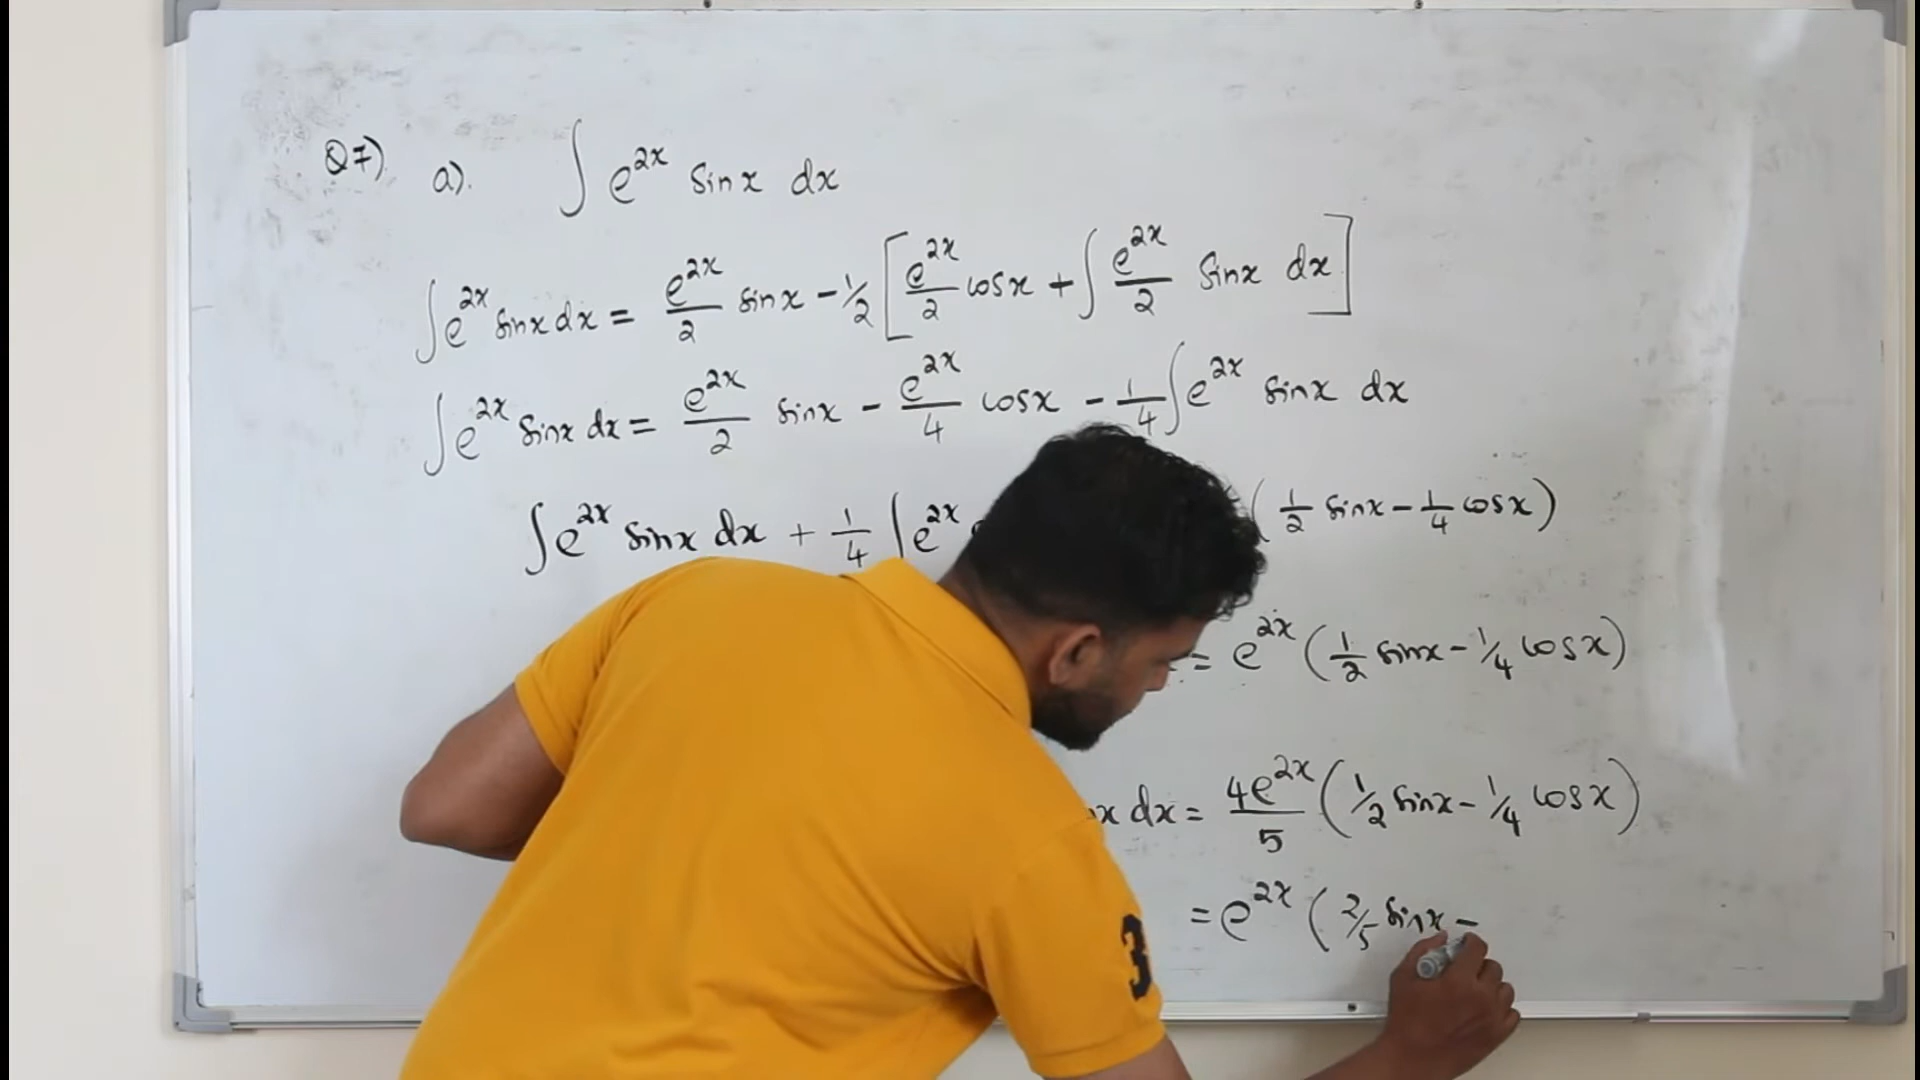 Q7). a). ∫ e^{2x} sin x dx
∫ e^{2x} sin x dx = e^{2x}/2 sin x - 1/2 [ e^{2x}/2 cos x + ∫ e^{2x}/2 sin x dx ]
∫ e^{2x} sin x dx = e^{2x}/2 sin x - e^{2x}/4 cos x - 1/4 ∫ e^{2x} sin x dx
∫ e^{2x} sin x dx + 1/4 ∫ e^{2x} ( 1/2 sin x - 1/4 cos x )
= e^{2x} ( 1/2 sin x - 1/4 cos x )
x dx = 4e^{2x}/5 ( 1/2 sin x - 1/4 cos x )
= e^{2x} ( 2/5 sin x -
3